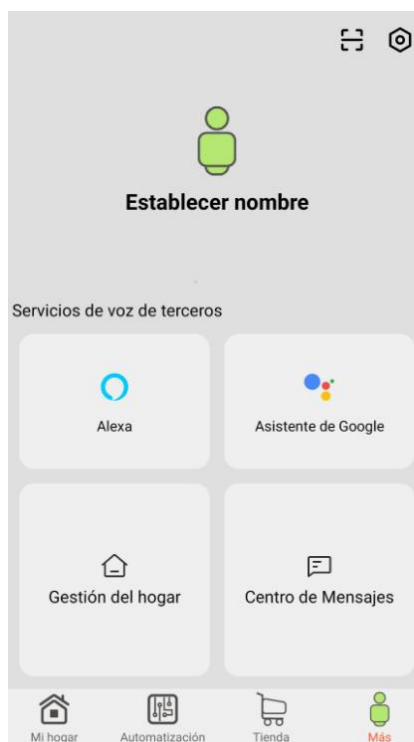 Establecer nombre
Servicios de voz de terceros
Alexa
Asistente de Google
Gestión del hogar
Centro de Mensajes
Mi hogar
Automatización
Tienda
Más